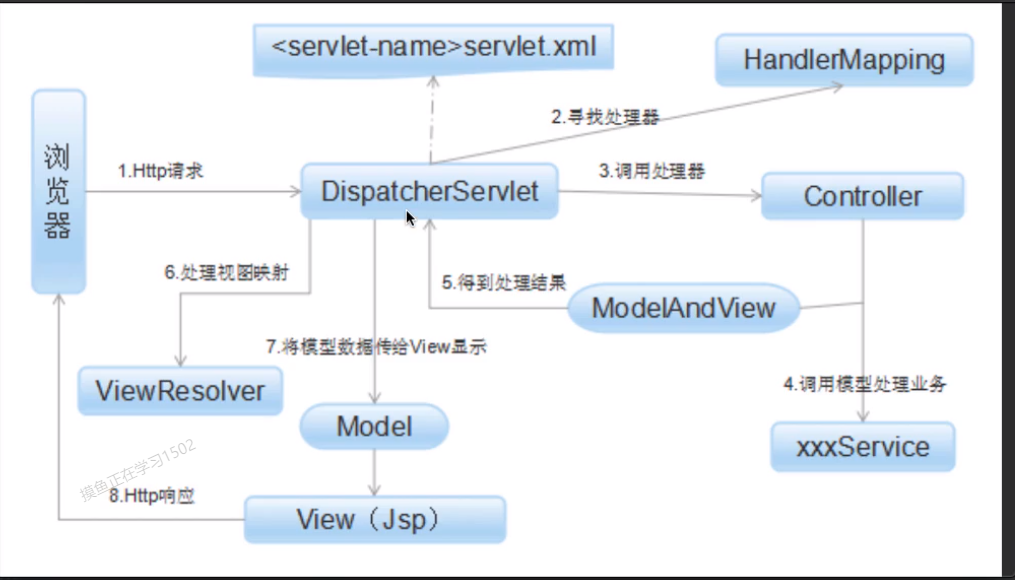 <servlet-name>servlet.xml
HandlerMapping
2.寻找处理器
浏览器
1.Http请求
3.调用处理器
DispatcherServlet
Controller
6.处理视图映射
5.得到处理结果
ModelAndView
7.将模型数据传给View显示
4.调用模型处理业务
ViewResolver
Model
xxxService
摸鱼正在学习1502
8.Http响应
View（Jsp）